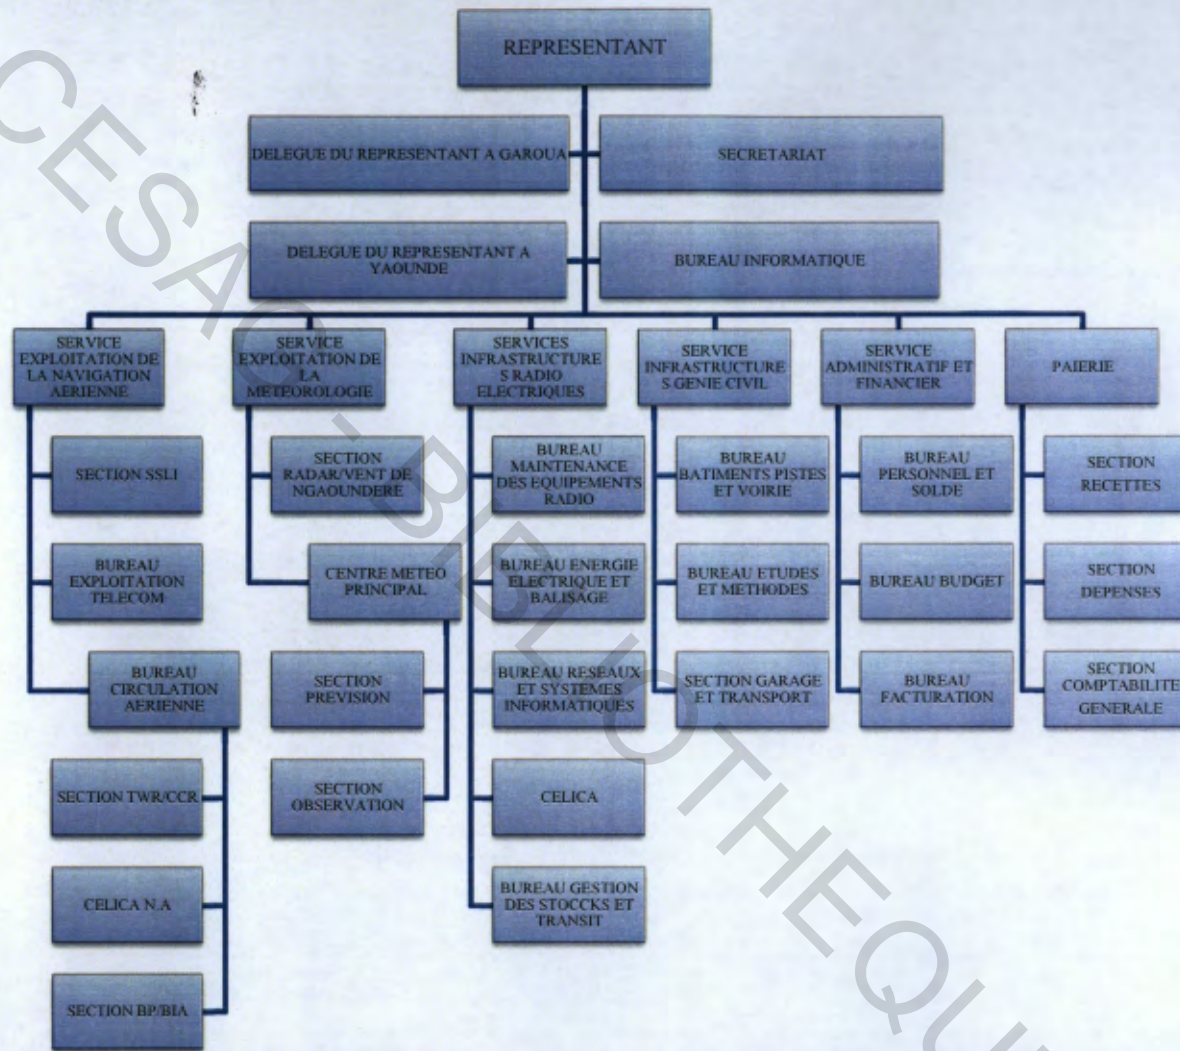 REPRESENTANT
DELEGUE DU REPRESENTANT A GAROUA
SECRETARIAT
DELEGUE DU REPRESENTANT A
YAOUNDE
BUREAU INFORMATIQUE
SERVICE
EXPLOITATION DE
LA NAVIGATION
AERIENNE
SERVICE
EXPLOITATION DE
LA
METEOROLOGIE
SERVICES
INFRASTRUCTURE
S RADIO
ELECTRIQUES
SERVICE
INFRASTRUCTURE
S GENIE CIVIL
SERVICE
ADMINISTRATIF ET
FINANCIER
PAIERIE
SECTION SSLI
BUREAU
EXPLOITATION
TELECOM
BUREAU
CIRCULATION
AERIENNE
SECTION TWR/CCR
CELICA N.A
SECTION BP/BIA
SECTION
RADAR/VENT DE
NGAOUNDERE
CENTRE METEO
PRINCIPAL
SECTION
PREVISION
SECTION
OBSERVATION
BUREAU
MAINTENANCE
DES EQUIPEMENTS
RADIO
BUREAU ENERGIE
ELECTRIQUE ET
BALISAGE
BUREAU RESEAUX
ET SYSTEMES
INFORMATIQUES
CELICA
BUREAU GESTION
DES STOCCKS ET
TRANSIT
BUREAU
BATIMENTS PISTES
ET VOIRIE
BUREAU ETUDES
ET METHODES
SECTION GARAGE
ET TRANSPORT
BUREAU
PERSONNEL ET
SOLDE
BUREAU BUDGET
BUREAU
FACTURATION
SECTION
RECETTES
SECTION
DEPENSES
SECTION
COMPTABILITE
GENERALE
CESAG - BIBLIOTHEQU